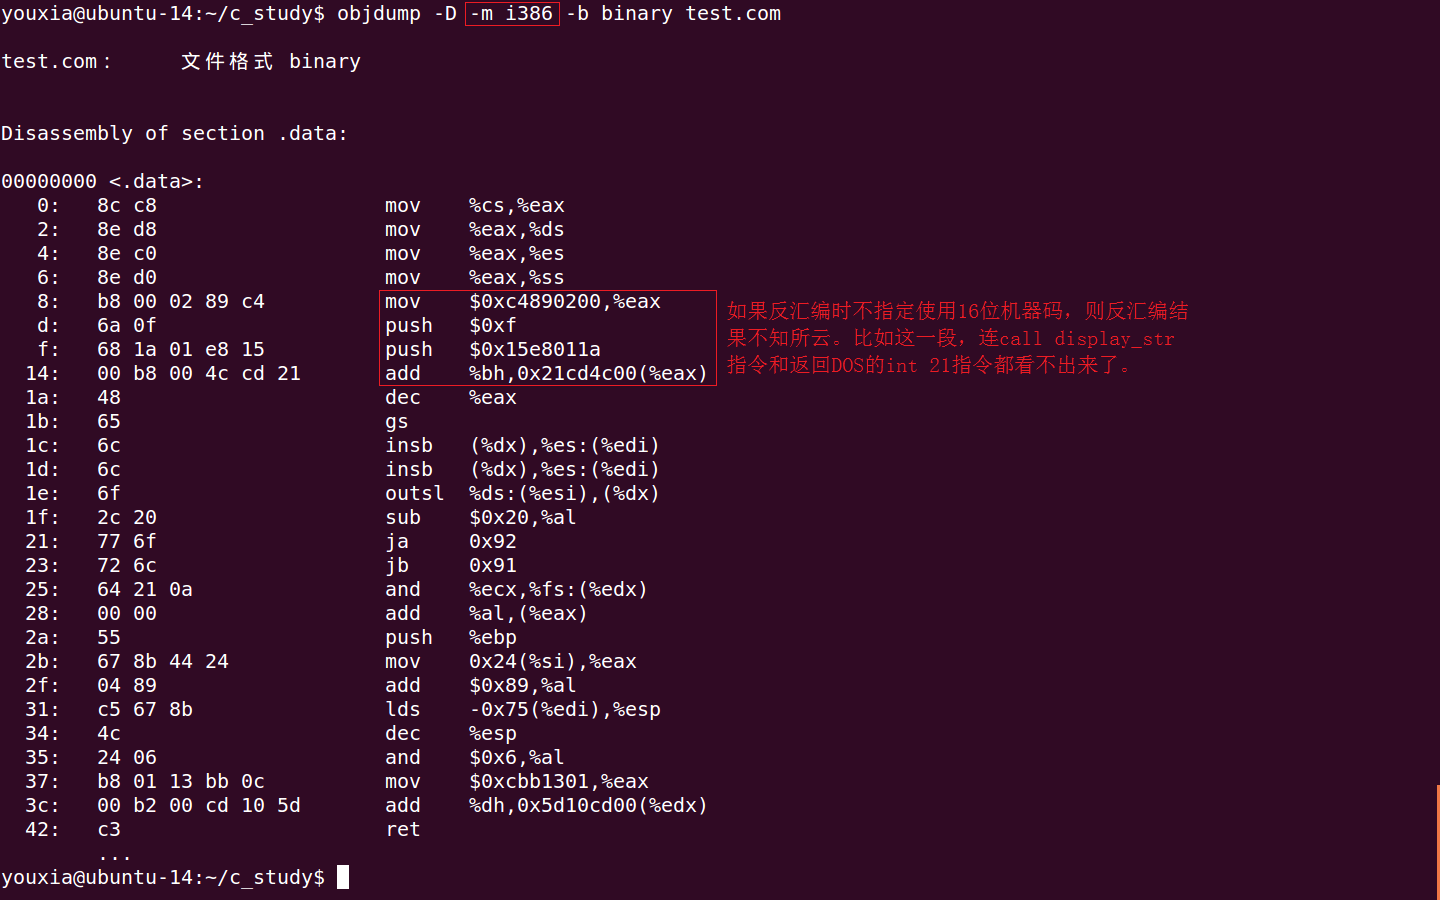 youxia@ubuntu-14:~/c_study$ objdump -D -m i386 -b binary test.com
test.com：     文件格式 binary
Disassembly of section .data:
00000000 <.data>:
   0:   8c c8                   mov    %cs,%eax
   2:   8e d8                   mov    %eax,%ds
   4:   8e c0                   mov    %eax,%es
   6:   8e d0                   mov    %eax,%ss
   8:   b8 00 02 89 c4          mov    $0xc4890200,%eax
   d:   6a 0f                   push   $0xf
   f:   68 1a 01 e8 15          push   $0x15e8011a
  14:   00 b8 00 4c cd 21       add    %bh,0x21cd4c00(%eax)
如果反汇编时不指定使用16位机器码，则反汇编结
果不知所云。比如这一段，连call display_str
指令和返回DOS的int 21指令都看不出来了。
  1a:   48                      dec    %eax
  1b:   65                      gs
  1c:   6c                      insb   (%dx),%es:(%edi)
  1d:   6c                      insb   (%dx),%es:(%edi)
  1e:   6f                      outsl  %ds:(%esi),(%dx)
  1f:   2c 20                   sub    $0x20,%al
  21:   77 6f                   ja     0x92
  23:   72 6c                   jb     0x91
  25:   64 21 0a                and    %ecx,%fs:(%edx)
  28:   00 00                   add    %al,(%eax)
  2a:   55                      push   %ebp
  2b:   67 8b 44 24             mov    0x24(%si),%eax
  2f:   04 89                   add    $0x89,%al
  31:   c5 67 8b                lds    -0x75(%edi),%esp
  34:   4c                      dec    %esp
  35:   24 06                   and    $0x6,%al
  37:   b8 01 13 bb 0c          mov    $0xcbb1301,%eax
  3c:   00 b2 00 cd 10 5d       add    %dh,0x5d10cd00(%edx)
  42:   c3                      ret
        ...
youxia@ubuntu-14:~/c_study$